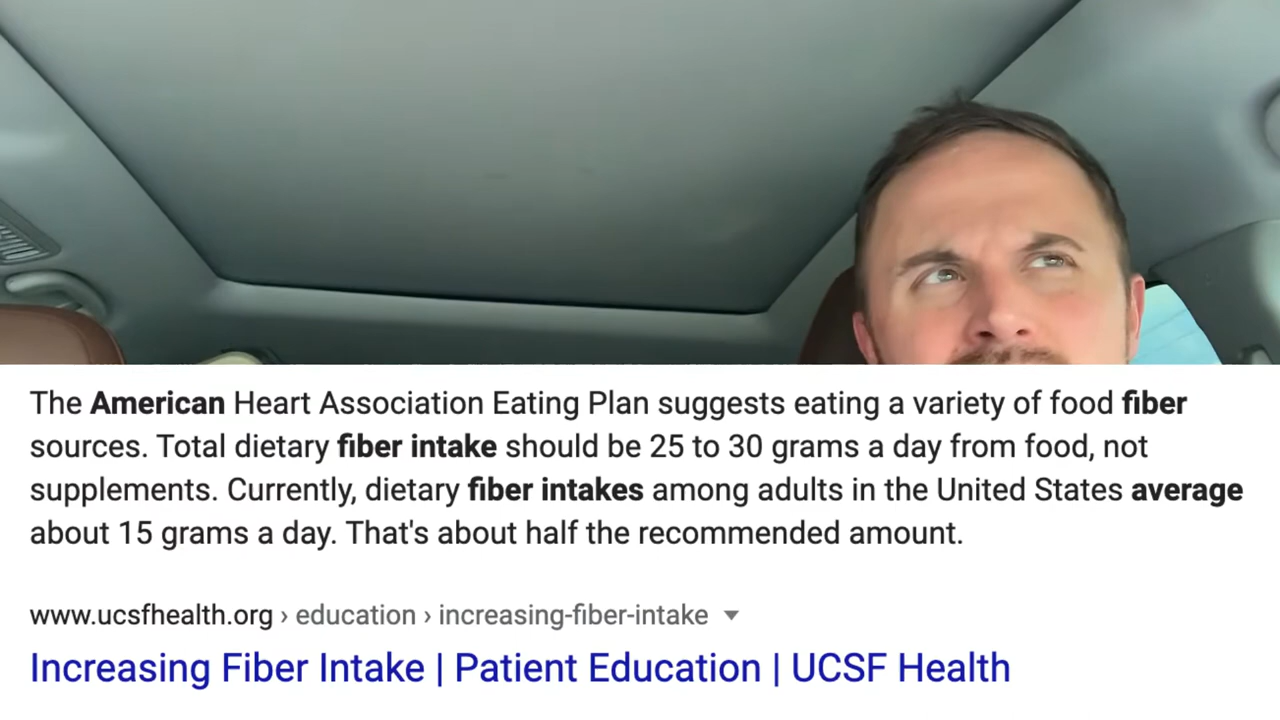 The American Heart Association Eating Plan suggests eating a variety of food fiber
sources. Total dietary fiber intake should be 25 to 30 grams a day from food, not
supplements. Currently, dietary fiber intakes among adults in the United States average
about 15 grams a day. That's about half the recommended amount.
www.ucsfhealth.org › education › increasing-fiber-intake
Increasing Fiber Intake | Patient Education | UCSF Health